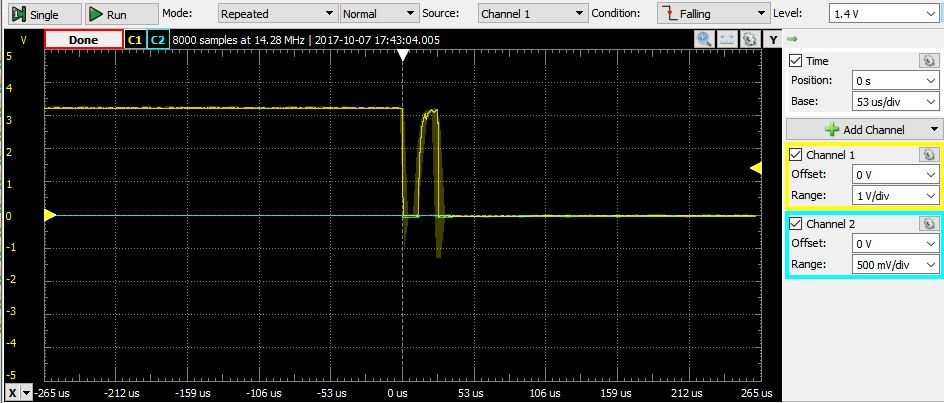 Single Run Mode: Repeated Normal Source: Channel 1 Condition: Falling Level: 1.4 V
V Done C1 C2 8000 samples at 14.28 MHz | 2017-10-07 17:43:04.005 Y
5
4
3
2
1
0
-1
-2
-3
-4
-5
X -265 us -212 us -159 us -106 us -53 us 0 us 53 us 106 us 159 us 212 us 265 us
Time
Position: 0 s
Base: 53 us/div
Add Channel
Channel 1
Offset: 0 V
Range: 1 V/div
Channel 2
Offset: 0 V
Range: 500 mV/div